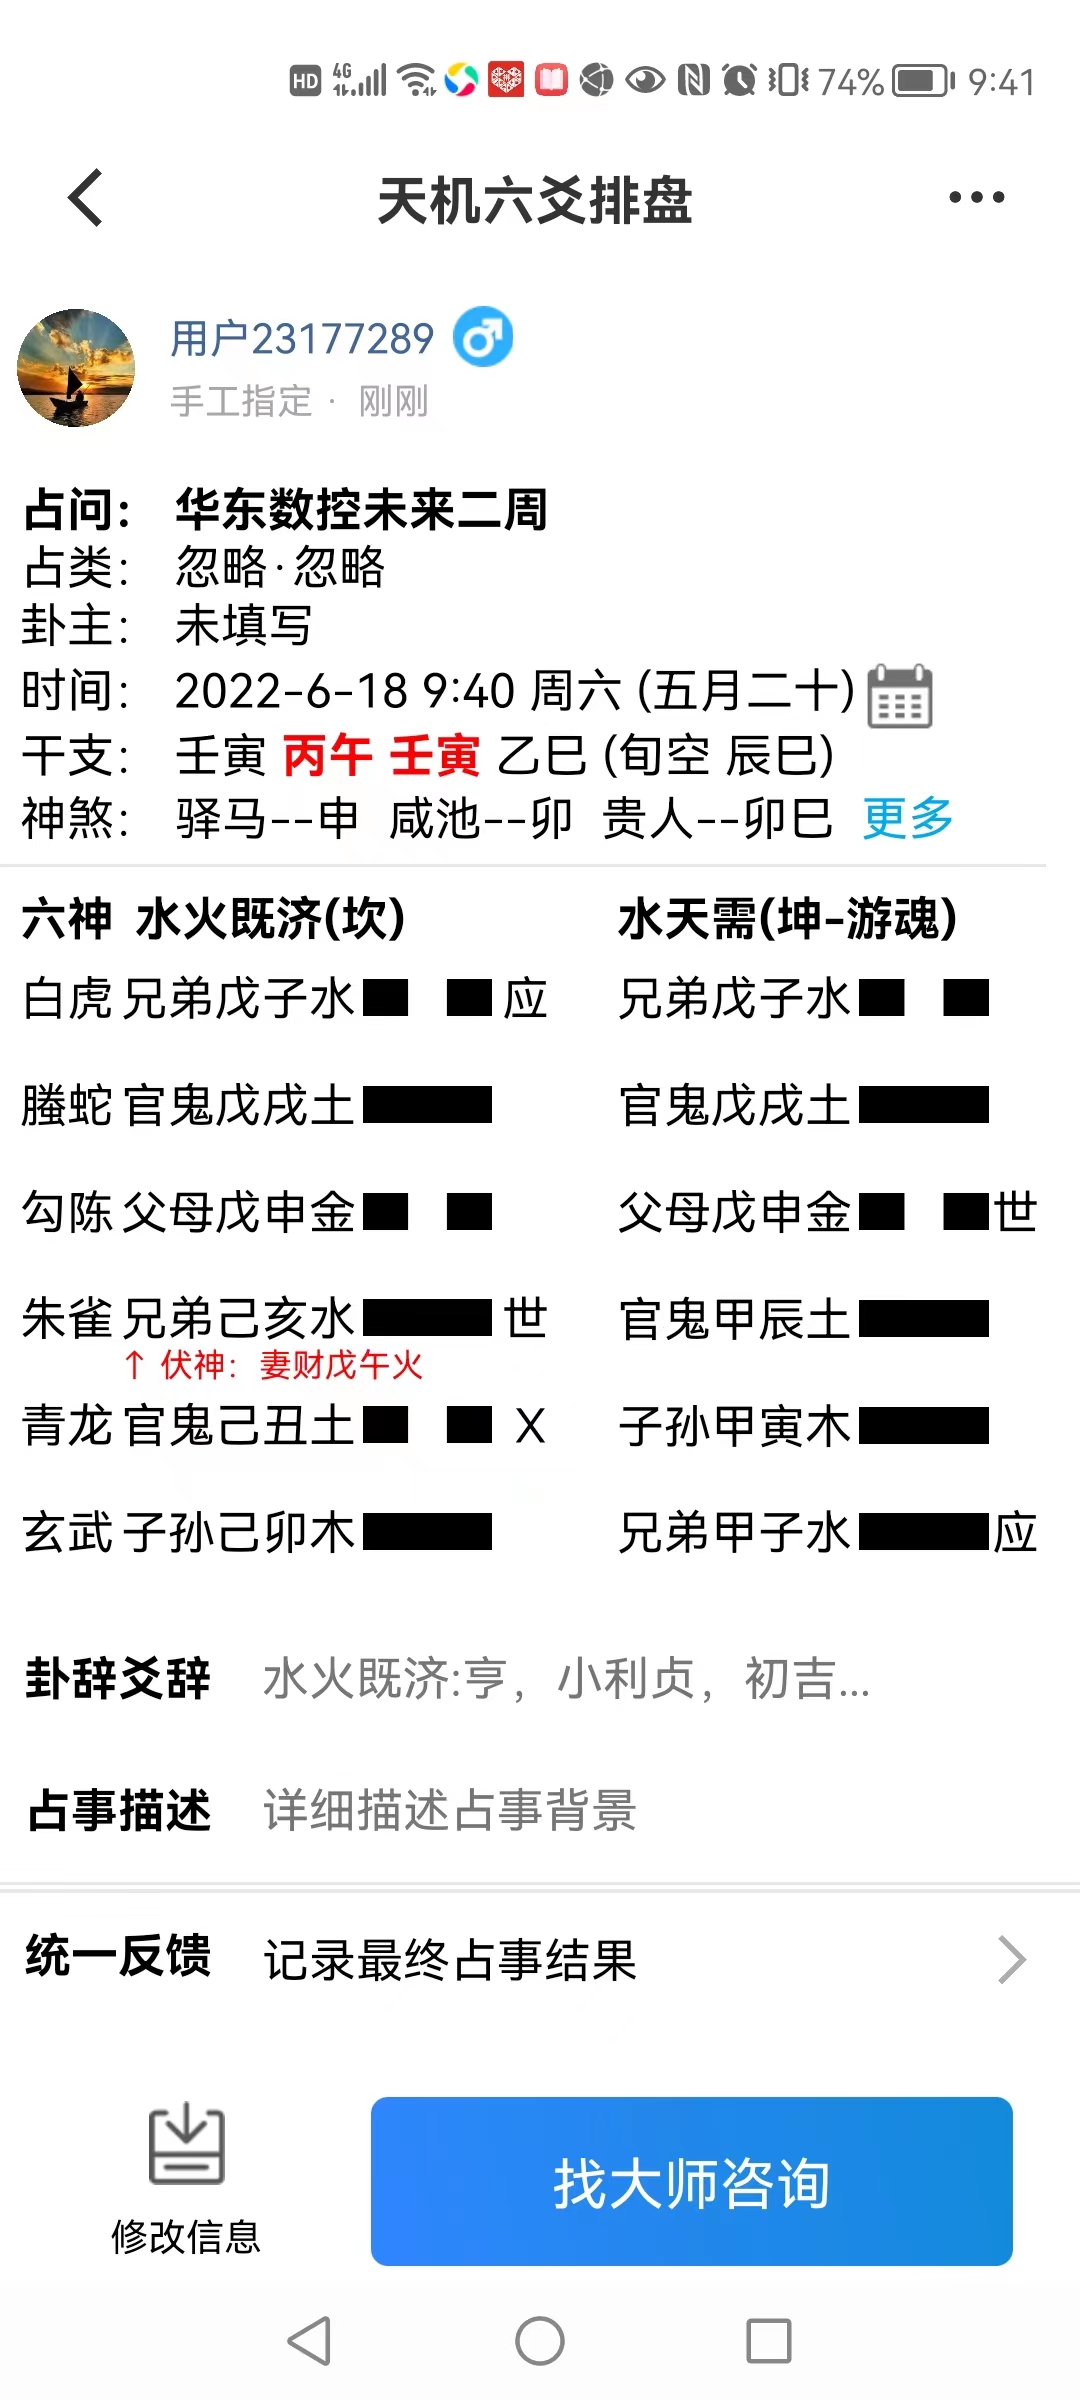 HD 4G 74% 9:41
天机六爻排盘
用户23177289
手工指定 · 刚刚
占问： 华东数控未来二周
占类： 忽略·忽略
卦主： 未填写
时间： 2022-6-18 9:40 周六 (五月二十)
干支： 壬寅 丙午 壬寅 乙巳 (旬空 辰巳)
神煞： 驿马--申 咸池--卯 贵人--卯巳 更多
六神 水火既济(坎) 水天需(坤-游魂)
白虎 兄弟戊子水 应 兄弟戊子水
螣蛇 官鬼戊戌土 官鬼戊戌土
勾陈 父母戊申金 父母戊申金 世
朱雀 兄弟己亥水 世 官鬼甲辰土
↑ 伏神： 妻财戊午火
青龙 官鬼己丑土 X 子孙甲寅木
玄武 子孙己卯木 兄弟甲子水 应
卦辞爻辞 水火既济:亨，小利贞，初吉...
占事描述 详细描述占事背景
统一反馈 记录最终占事结果
修改信息
找大师咨询